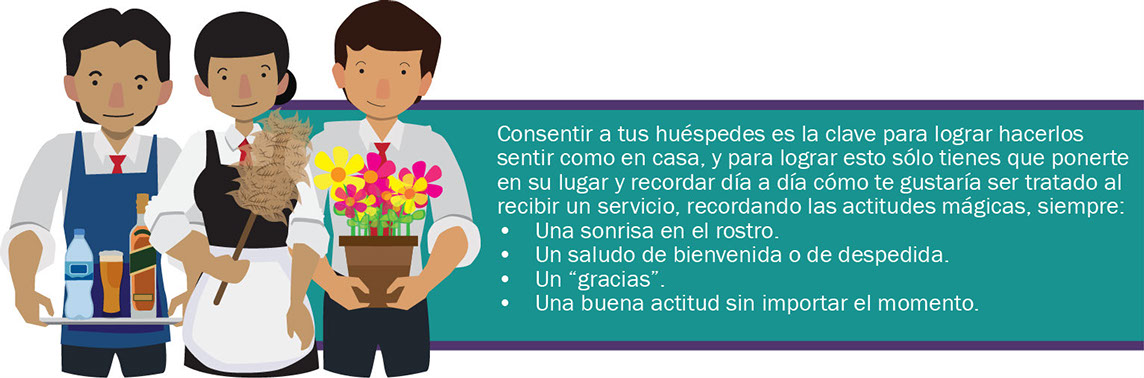 Consentir a tus huéspedes es la clave para lograr hacerlos
sentir como en casa, y para lograr esto sólo tienes que ponerte
en su lugar y recordar día a día cómo te gustaría ser tratado al
recibir un servicio, recordando las actitudes mágicas, siempre:
• Una sonrisa en el rostro.
• Un saludo de bienvenida o de despedida.
• Un “gracias”.
• Una buena actitud sin importar el momento.